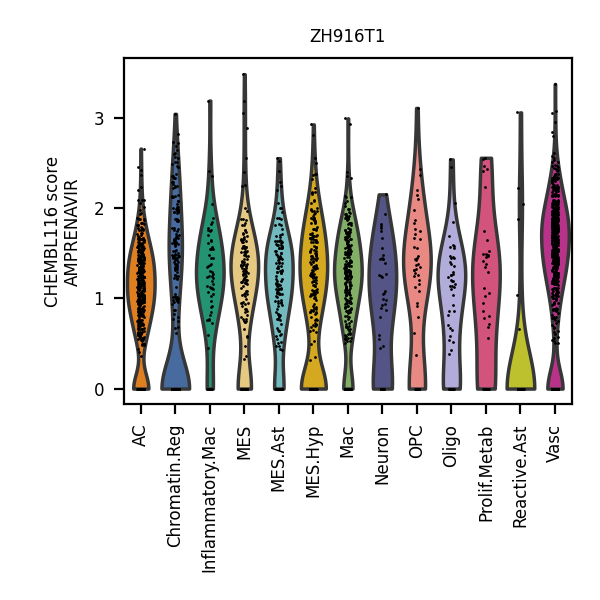 ZH916T1
CHEMBL116 score
AMPRENAVIR
3
2
1
0
AC
Chromatin.Reg
Inflammatory.Mac
MES
MES.Ast
MES.Hyp
Mac
Neuron
OPC
Oligo
Prolif.Metab
Reactive.Ast
Vasc